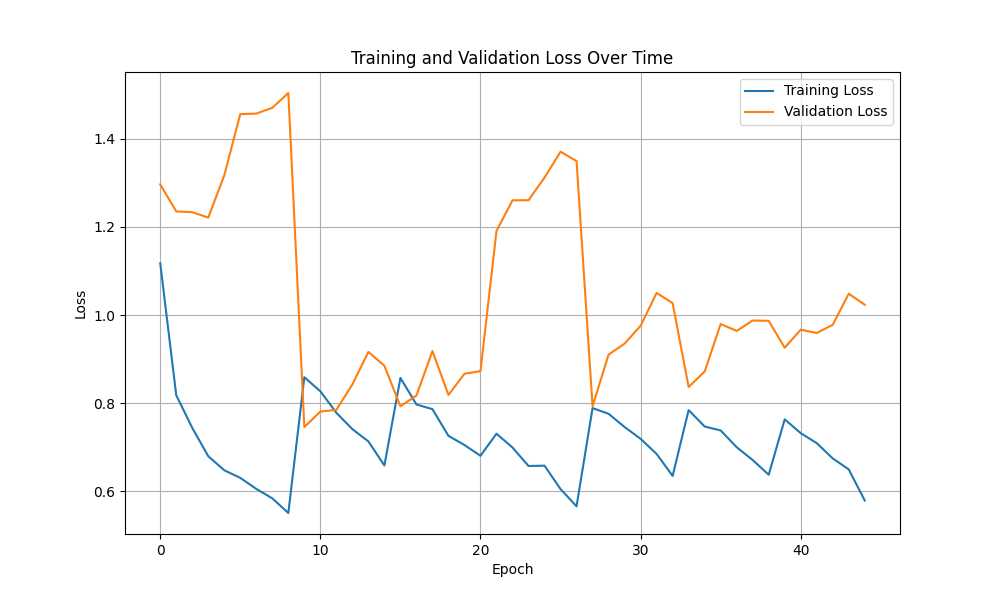 Training and Validation Loss Over Time
Training Loss
Validation Loss
1.4
1.2
1.0
0.8
0.6
Loss
0
10
20
30
40
Epoch